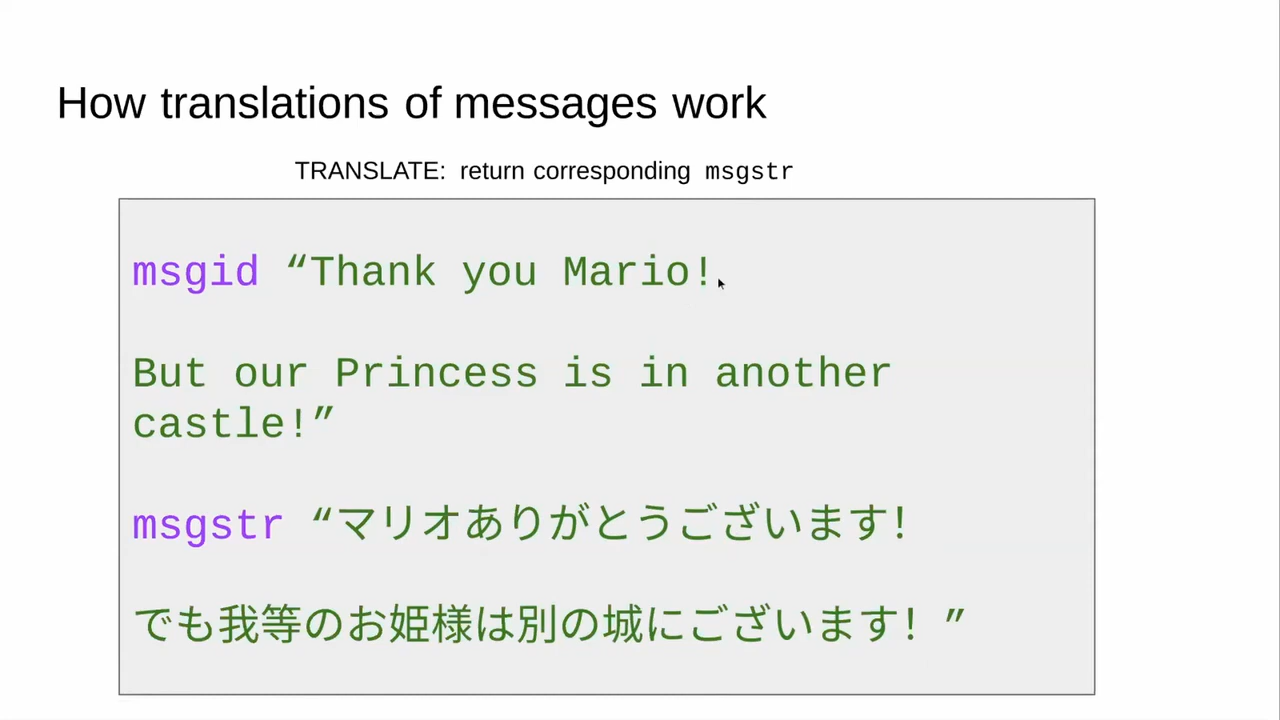 How translations of messages work
TRANSLATE: return corresponding msgstr
msgid “Thank you Mario!
But our Princess is in another
castle!”
msgstr “マリオありがとうございます！
でも我等のお姫様は別の城にございます！”